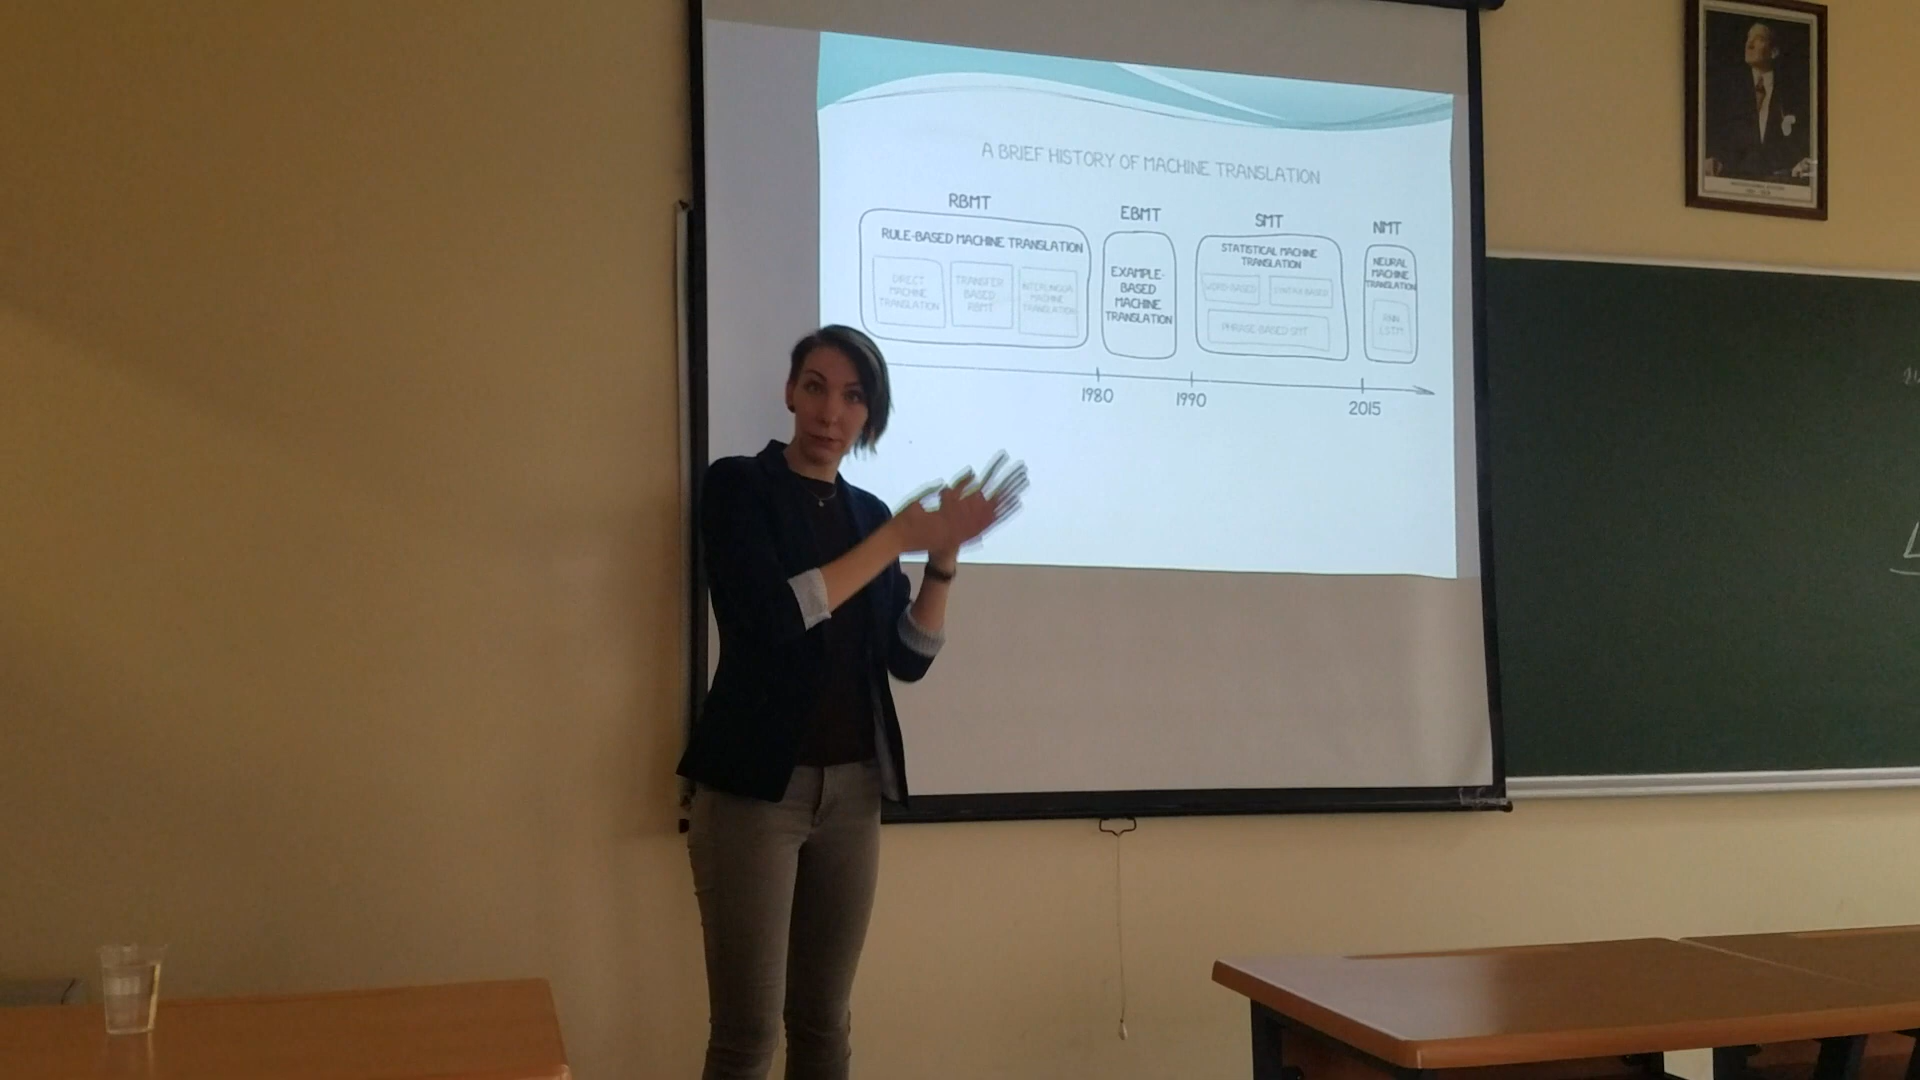 A BRIEF HISTORY OF MACHINE TRANSLATION
RBMT
RULE-BASED MACHINE TRANSLATION
DIRECT
MACHINE
TRANSLATION
TRANSFER
BASED
RBMT
INTERLINGUAL
MACHINE
TRANSLATION
EBMT
EXAMPLE-
BASED
MACHINE
TRANSLATION
SMT
STATISTICAL MACHINE
TRANSLATION
WORD-BASED
SYNTAX-BASED
PHRASE-BASED SMT
NMT
NEURAL
MACHINE
TRANSLATION
RNN
LSTM
1980
1990
2015